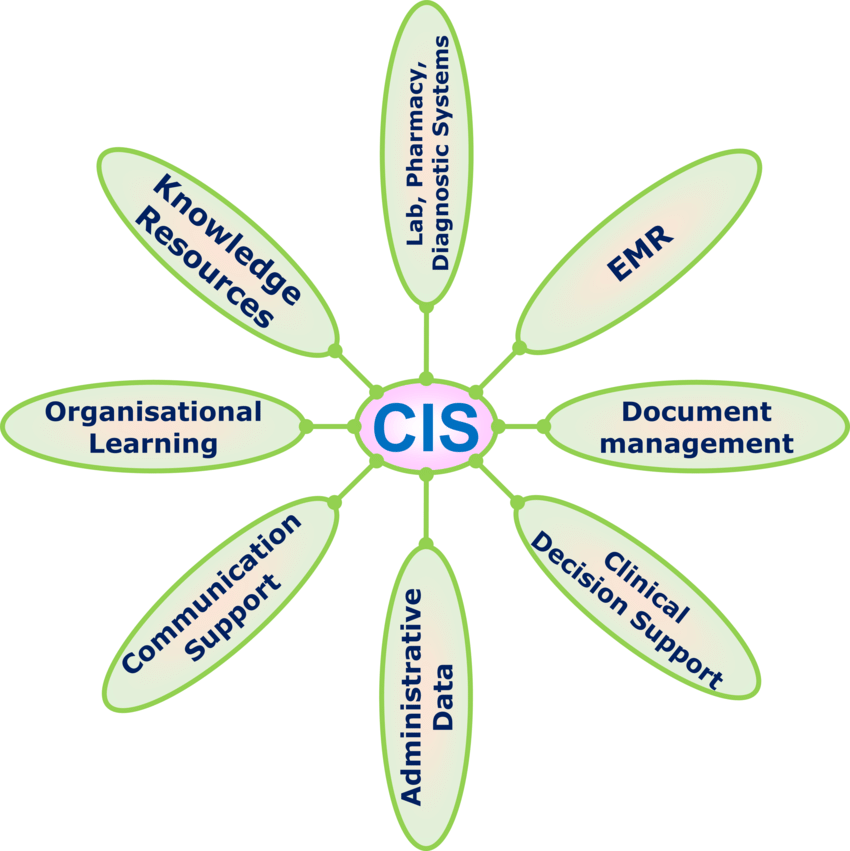 Lab, Pharmacy,
Diagnostic Systems
EMR
Document
management
Clinical
Decision Support
Administrative
Data
Communication
Support
Organisational
Learning
Knowledge
Resources
CIS